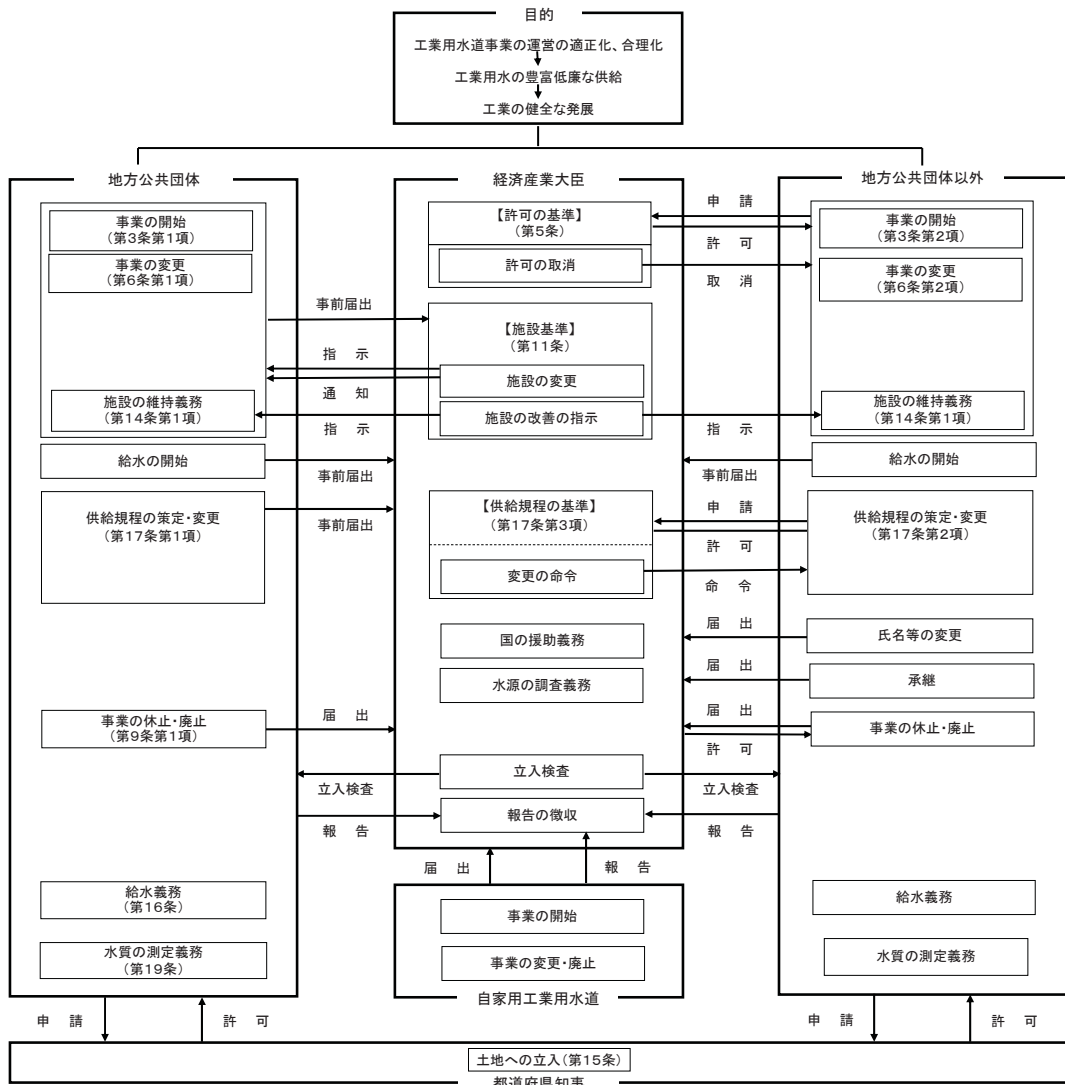 目的
工業用水道事業の運営の適正化、合理化
工業用水の豊富低廉な供給
工業の健全な発展
地方公共団体
事業の開始
(第3条第1項)
事業の変更
(第6条第1項)
施設の維持義務
(第14条第1項)
給水の開始
供給規程の策定・変更
(第17条第1項)
事業の休止・廃止
(第9条第1項)
給水義務
(第16条)
水質の測定義務
(第19条)
事前届出
指 示
通 知
指 示
事前届出
事前届出
届 出
立入検査
報 告
経済産業大臣
【許可の基準】
(第5条)
許可の取消
【施設基準】
(第11条)
施設の変更
施設の改善の指示
【供給規程の基準】
(第17条第3項)
変更の命令
国の援助義務
水源の調査義務
立入検査
報告の徴収
届 出
報 告
事業の開始
事業の変更・廃止
自家用工業用水道
申 請
許 可
取 消
指 示
事前届出
申 請
許 可
命 令
届 出
届 出
届 出
許 可
立入検査
報 告
地方公共団体以外
事業の開始
(第3条第2項)
事業の変更
(第6条第2項)
施設の維持義務
(第14条第1項)
給水の開始
供給規程の策定・変更
(第17条第2項)
氏名等の変更
承継
事業の休止・廃止
給水義務
水質の測定義務
申 請
許 可
申 請
許 可
土地への立入(第15条)
都道府県知事